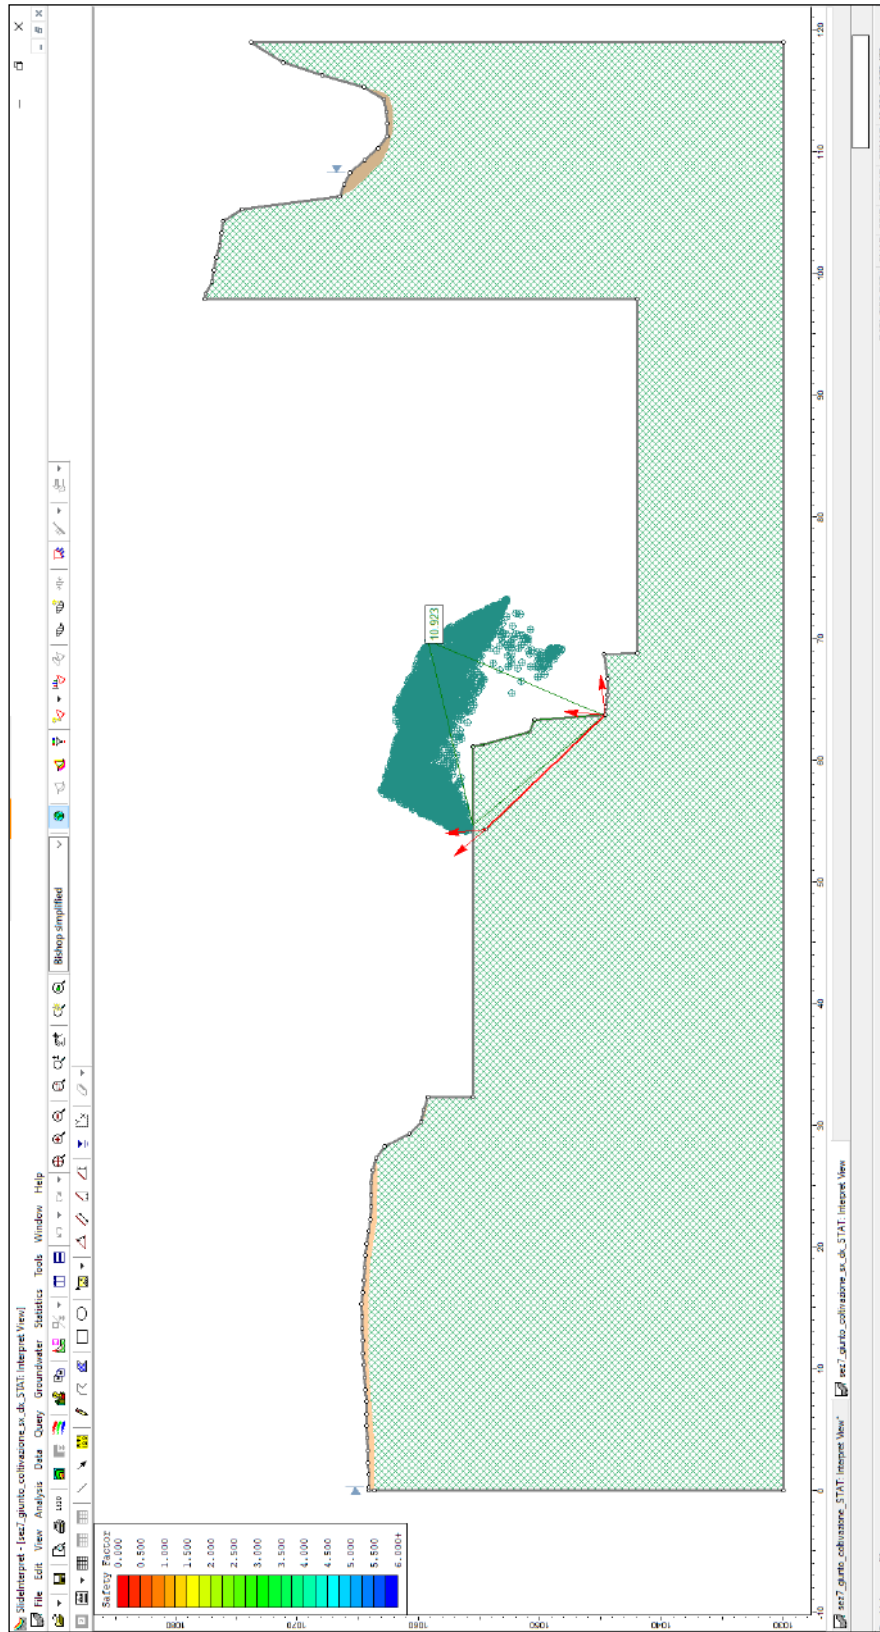 SlideInterpret - [sez7_giunto_coltivazione_sx_dx_STAT: Interpret View]
File Edit View Analysis Data Query Groundwater Statistics Tools Window Help
Bishop simplified
Safety Factor
0.000
0.500
1.000
1.500
2.000
2.500
3.000
3.500
4.000
4.500
5.000
5.500
6.000+
10.923
1080
1070
1060
1050
1040
1030
-10 0 10 20 30 40 50 60 70 80 90 100 110 120
sez7_giunto_coltivazione_STAT: Interpret View*
sez7_giunto_coltivazione_sx_dx_STAT: Interpret View